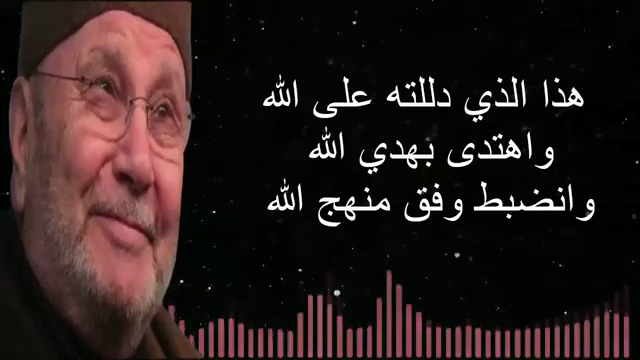 هذا الذي دللته على الله
واهتدى بهدي الله
وانضبط وفق منهج الله